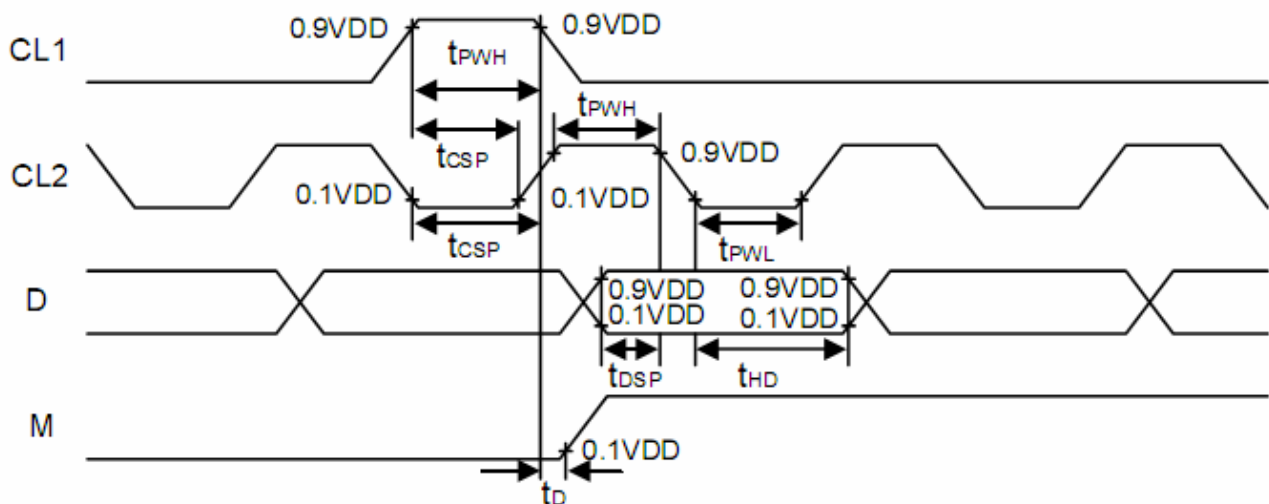 CL1
0.9VDD
0.9VDD
tPWH
tPWH
tCSP
CL2
0.9VDD
0.1VDD
0.1VDD
tCSP
tPWL
D
0.9VDD
0.9VDD
0.1VDD
0.1VDD
tDSP
tHD
M
0.1VDD
tD